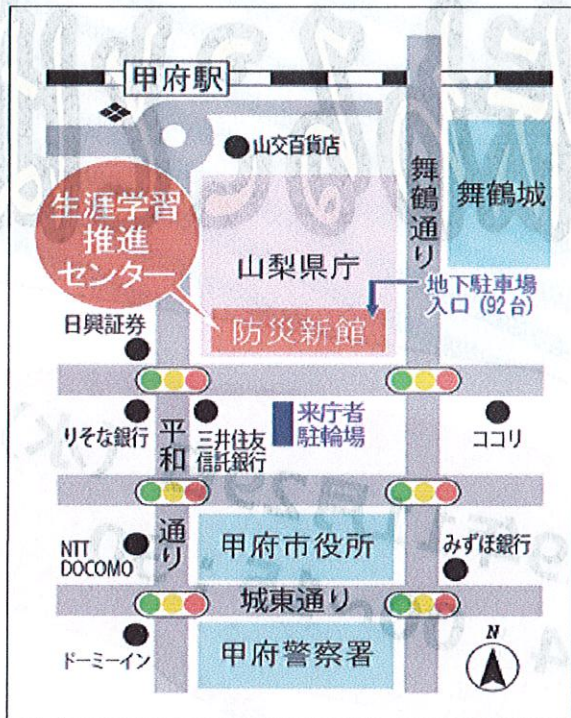 甲府駅
山交百貨店
舞鶴通り
舞鶴城
生涯学習
推進
センター
山梨県庁
地下駐車場
入口（92台）
防災新館
日興証券
りそな銀行
平和通り
三井住友
信託銀行
来庁者
駐輪場
ココリ
NTT
DOCOMO
甲府市役所
みずほ銀行
城東通り
ドーミーイン
甲府警察署
N